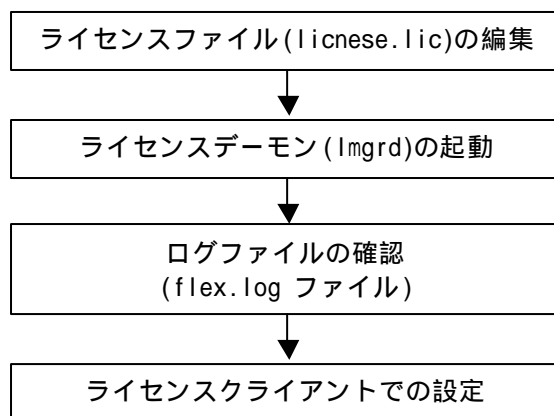 ライセンスファイル(licnese.lic)の編集
ライセンスデーモン(lmgrd)の起動
ログファイルの確認
(flex.log ファイル)
ライセンスクライアントでの設定